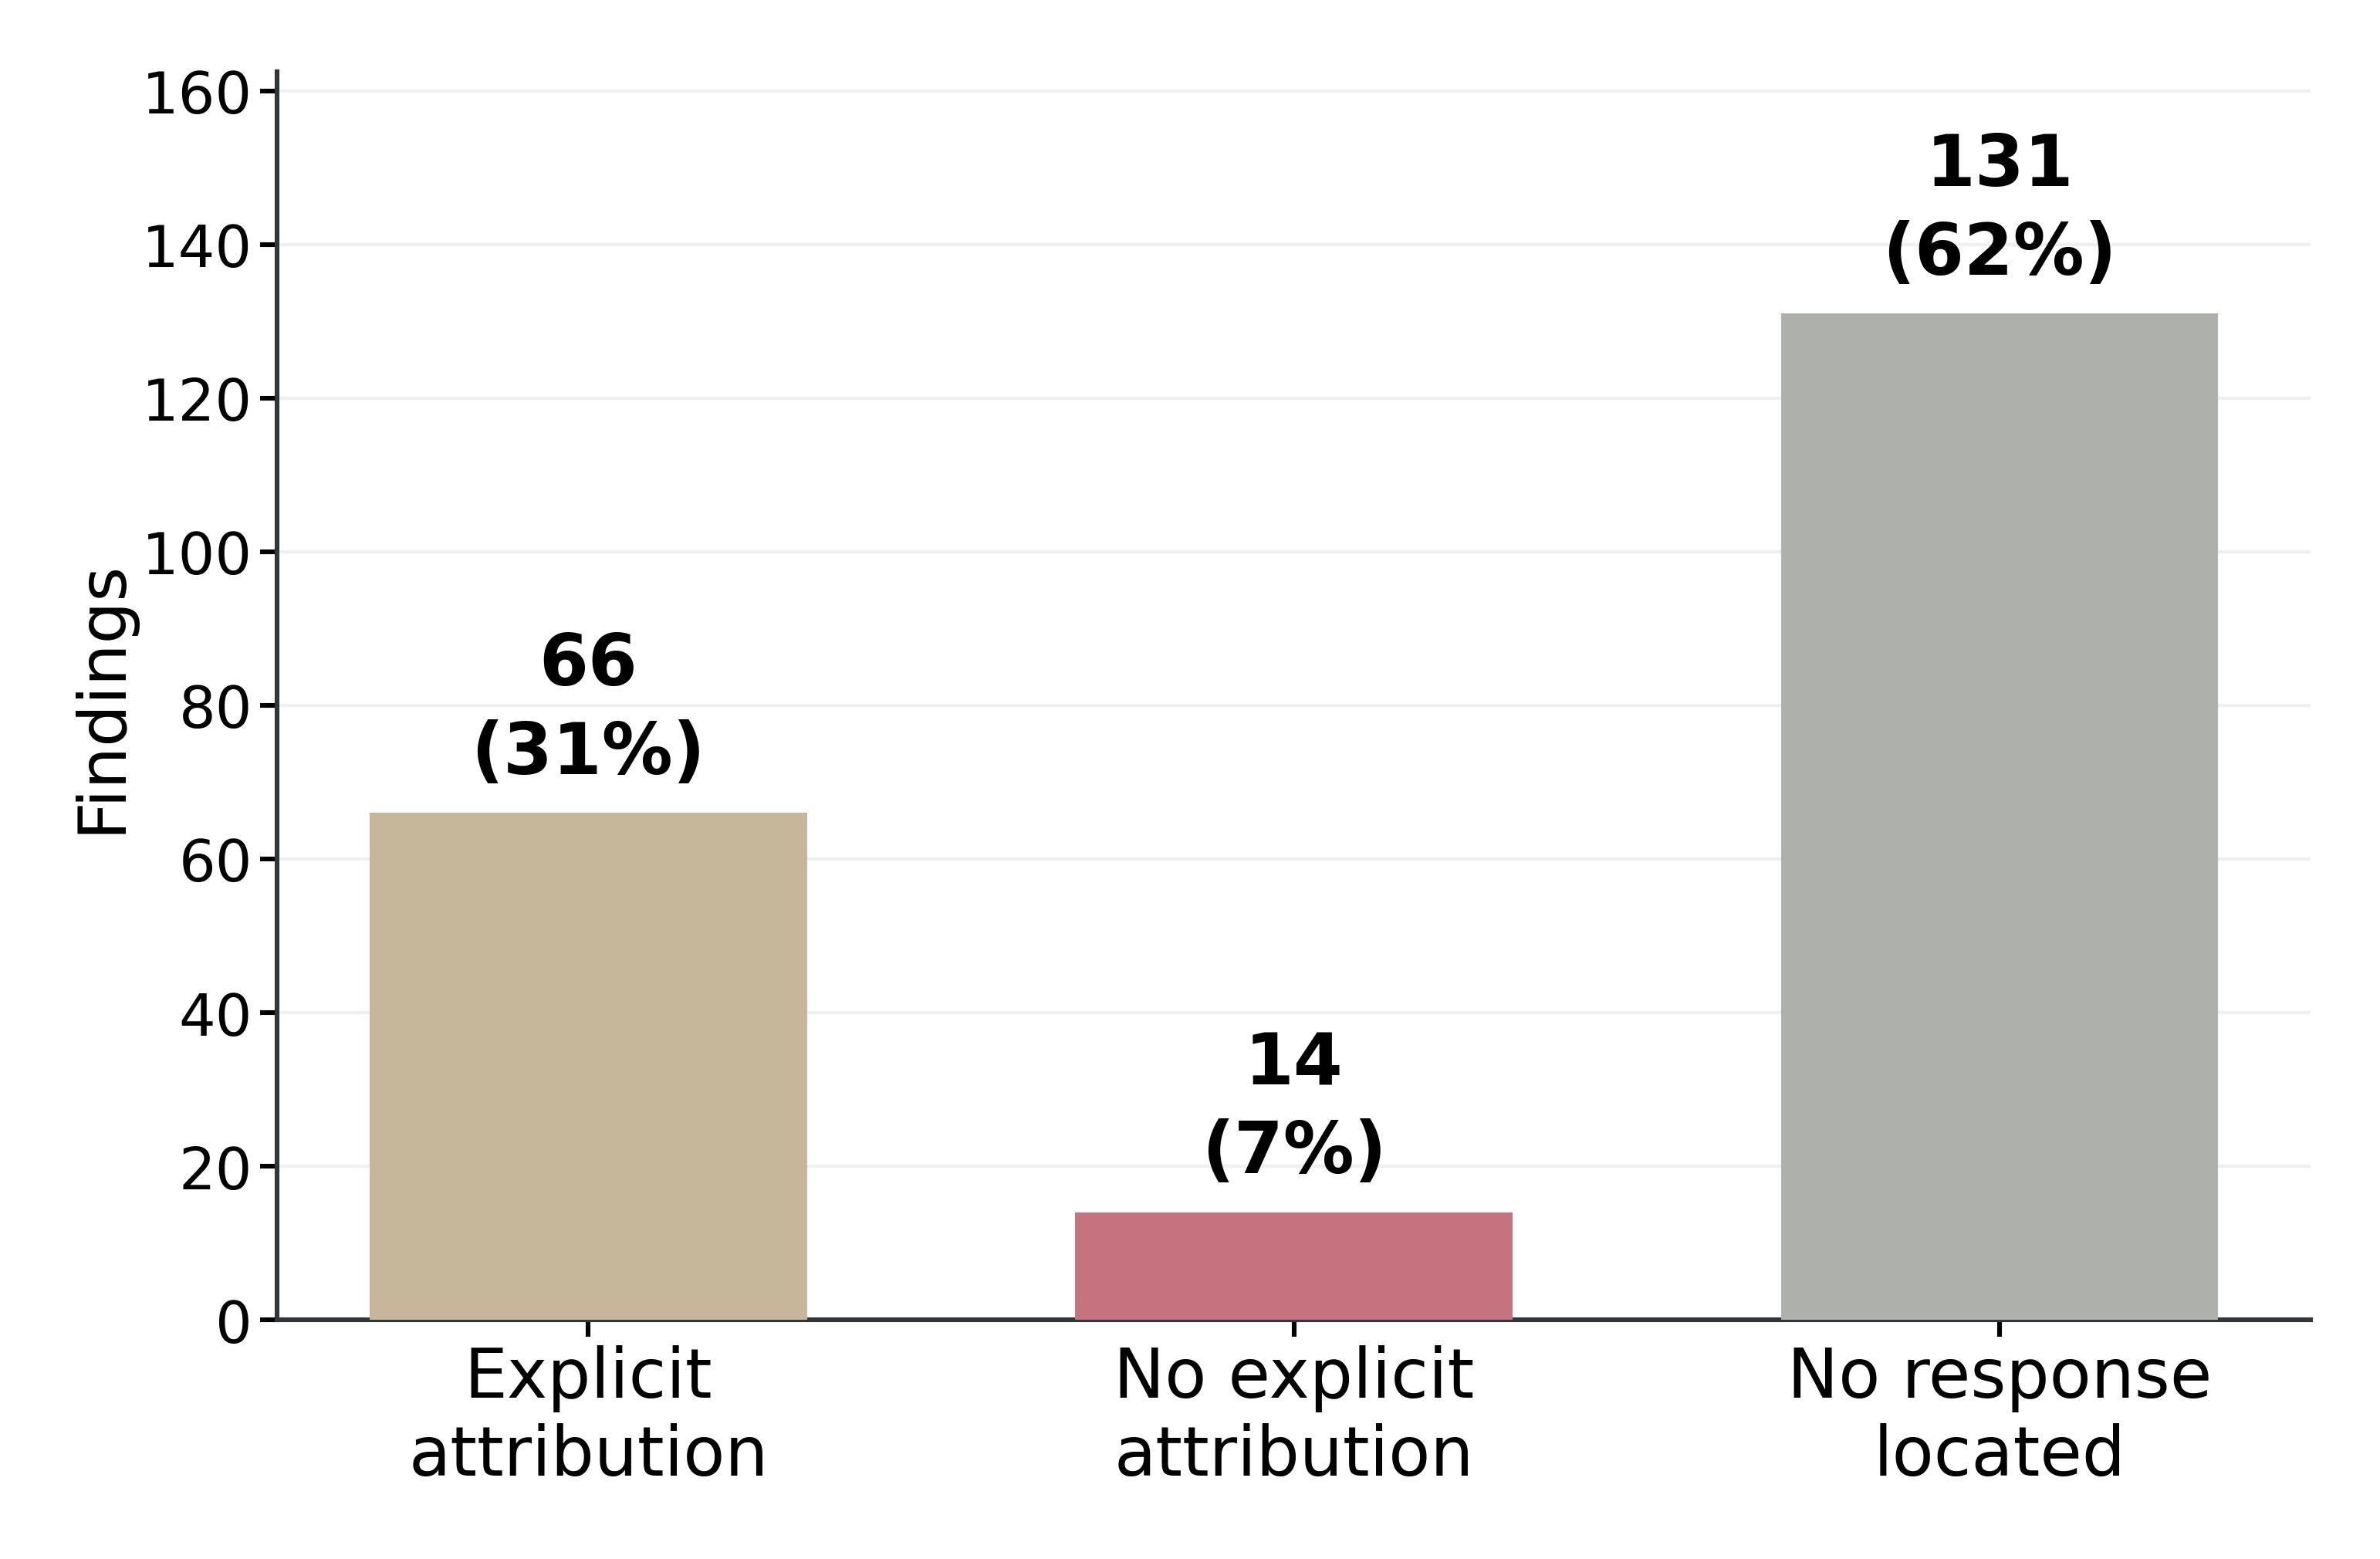 160
140
120
100
80
60
40
20
0
Findings
66
(31%)
14
(7%)
131
(62%)
Explicit
attribution
No explicit
attribution
No response
located